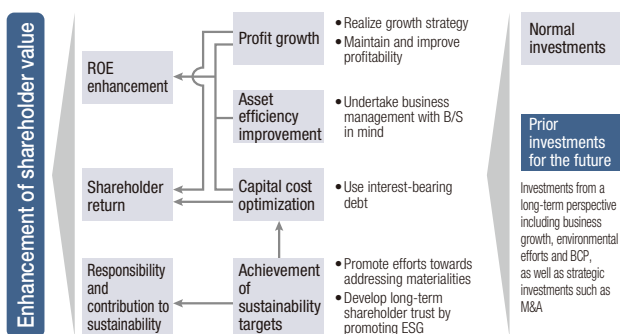 Enhancement of shareholder value
ROE
enhancement
Shareholder
return
Responsibility
and
contribution to
sustainability
Profit growth
Asset
efficiency
improvement
Capital cost
optimization
Achievement
of
sustainability
targets
• Realize growth strategy
• Maintain and improve
profitability
• Undertake business
management with B/S
in mind
• Use interest-bearing
debt
• Promote efforts towards
addressing materialities
• Develop long-term
shareholder trust by
promoting ESG
Normal
investments
Prior
investments
for the future
Investments from a
long-term perspective
including business
growth, environmental
efforts and BCP,
as well as strategic
investments such as
M&A